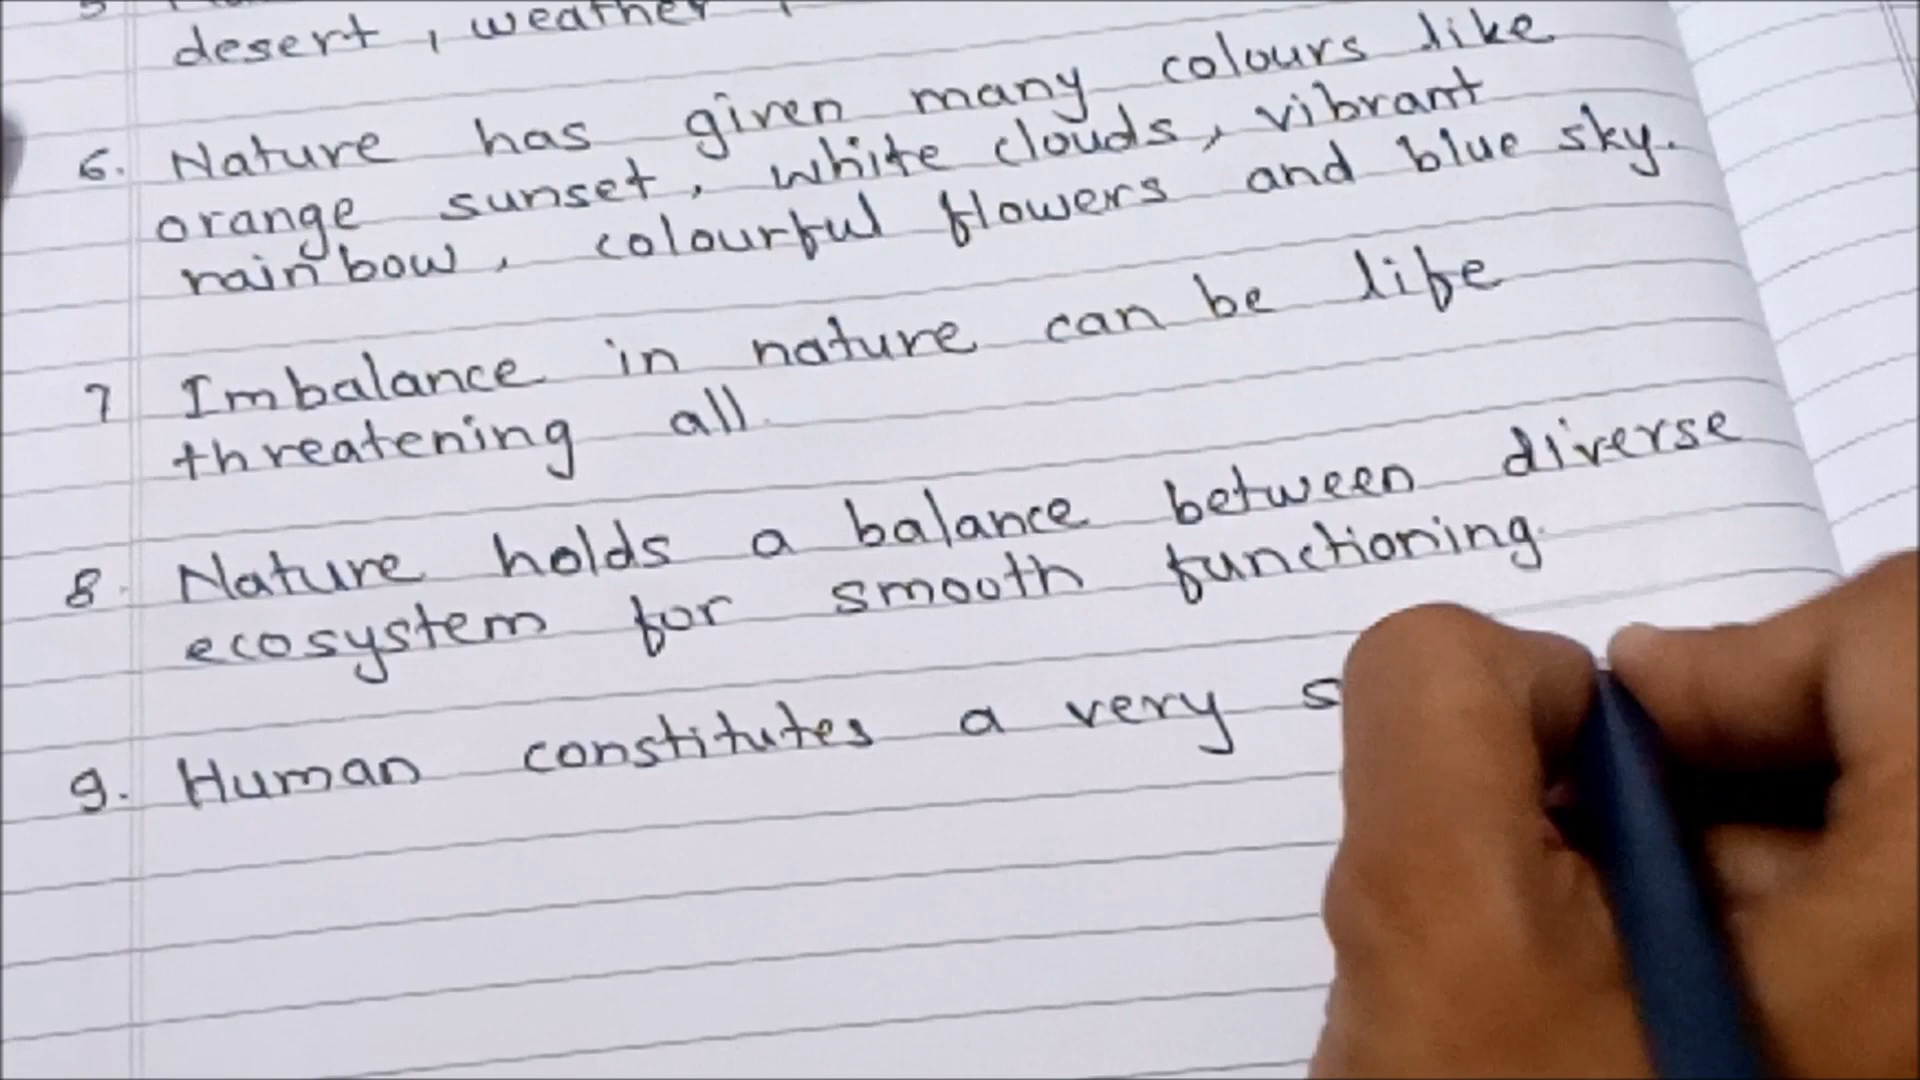 desert, weather
6. Nature has given many colours like
orange sunset, white clouds, vibrant
rainbow, colourful flowers and blue sky.
7 Imbalance in nature can be life
threatening all.
8. Nature holds a balance between diverse
ecosystem for smooth functioning.
9. Human constitutes a very s